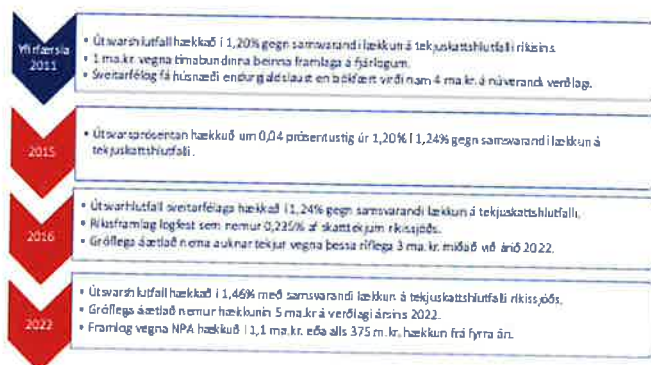 Yfirfærsla
2011
• Útsvarshlutfall hækkað í 1,20% gegn samsvarandi lækkun á tekjuskattshlutfalli ríkisins.
• 1 ma.kr. vegna tímabundinna beinna framlaga á fjárlögum.
• Sveitarfélög fá húsnæði endurgjaldslaust en bókfært virði nam 4 ma.kr. á núverandi verðlagi.
2015
• Útsvarsprósentan hækkuð um 0,04 prósentustig úr 1,20% í 1,24% gegn samsvarandi lækkun á
tekjuskattshlutfalli.
2016
• Útsvarhlutfall sveitarfélaga hækkað í 1,24% gegn samsvarandi lækkun á tekjuskattshlutfalli.
• Ríksframlag lögfest sem nemur 0,235% af skatttekjum ríkissjóðs.
• Gróflega áætlað nema auknar tekjur vegna þessa ríflega 3 ma.kr. miðað við árið 2022.
2022
• Útsvarshlutfall hækkað í 1,46% með samsvarandi lækkun á tekjuskattshlutfalli ríkissjóðs.
• Gróflega áætlað nemur hækkunin 5 ma.kr á verðlagi ársins 2022.
• Framlög vegna NPA hækkuð í 1,1 ma.kr. eða alls 375 m.kr. hækkun frá fyrra ári.